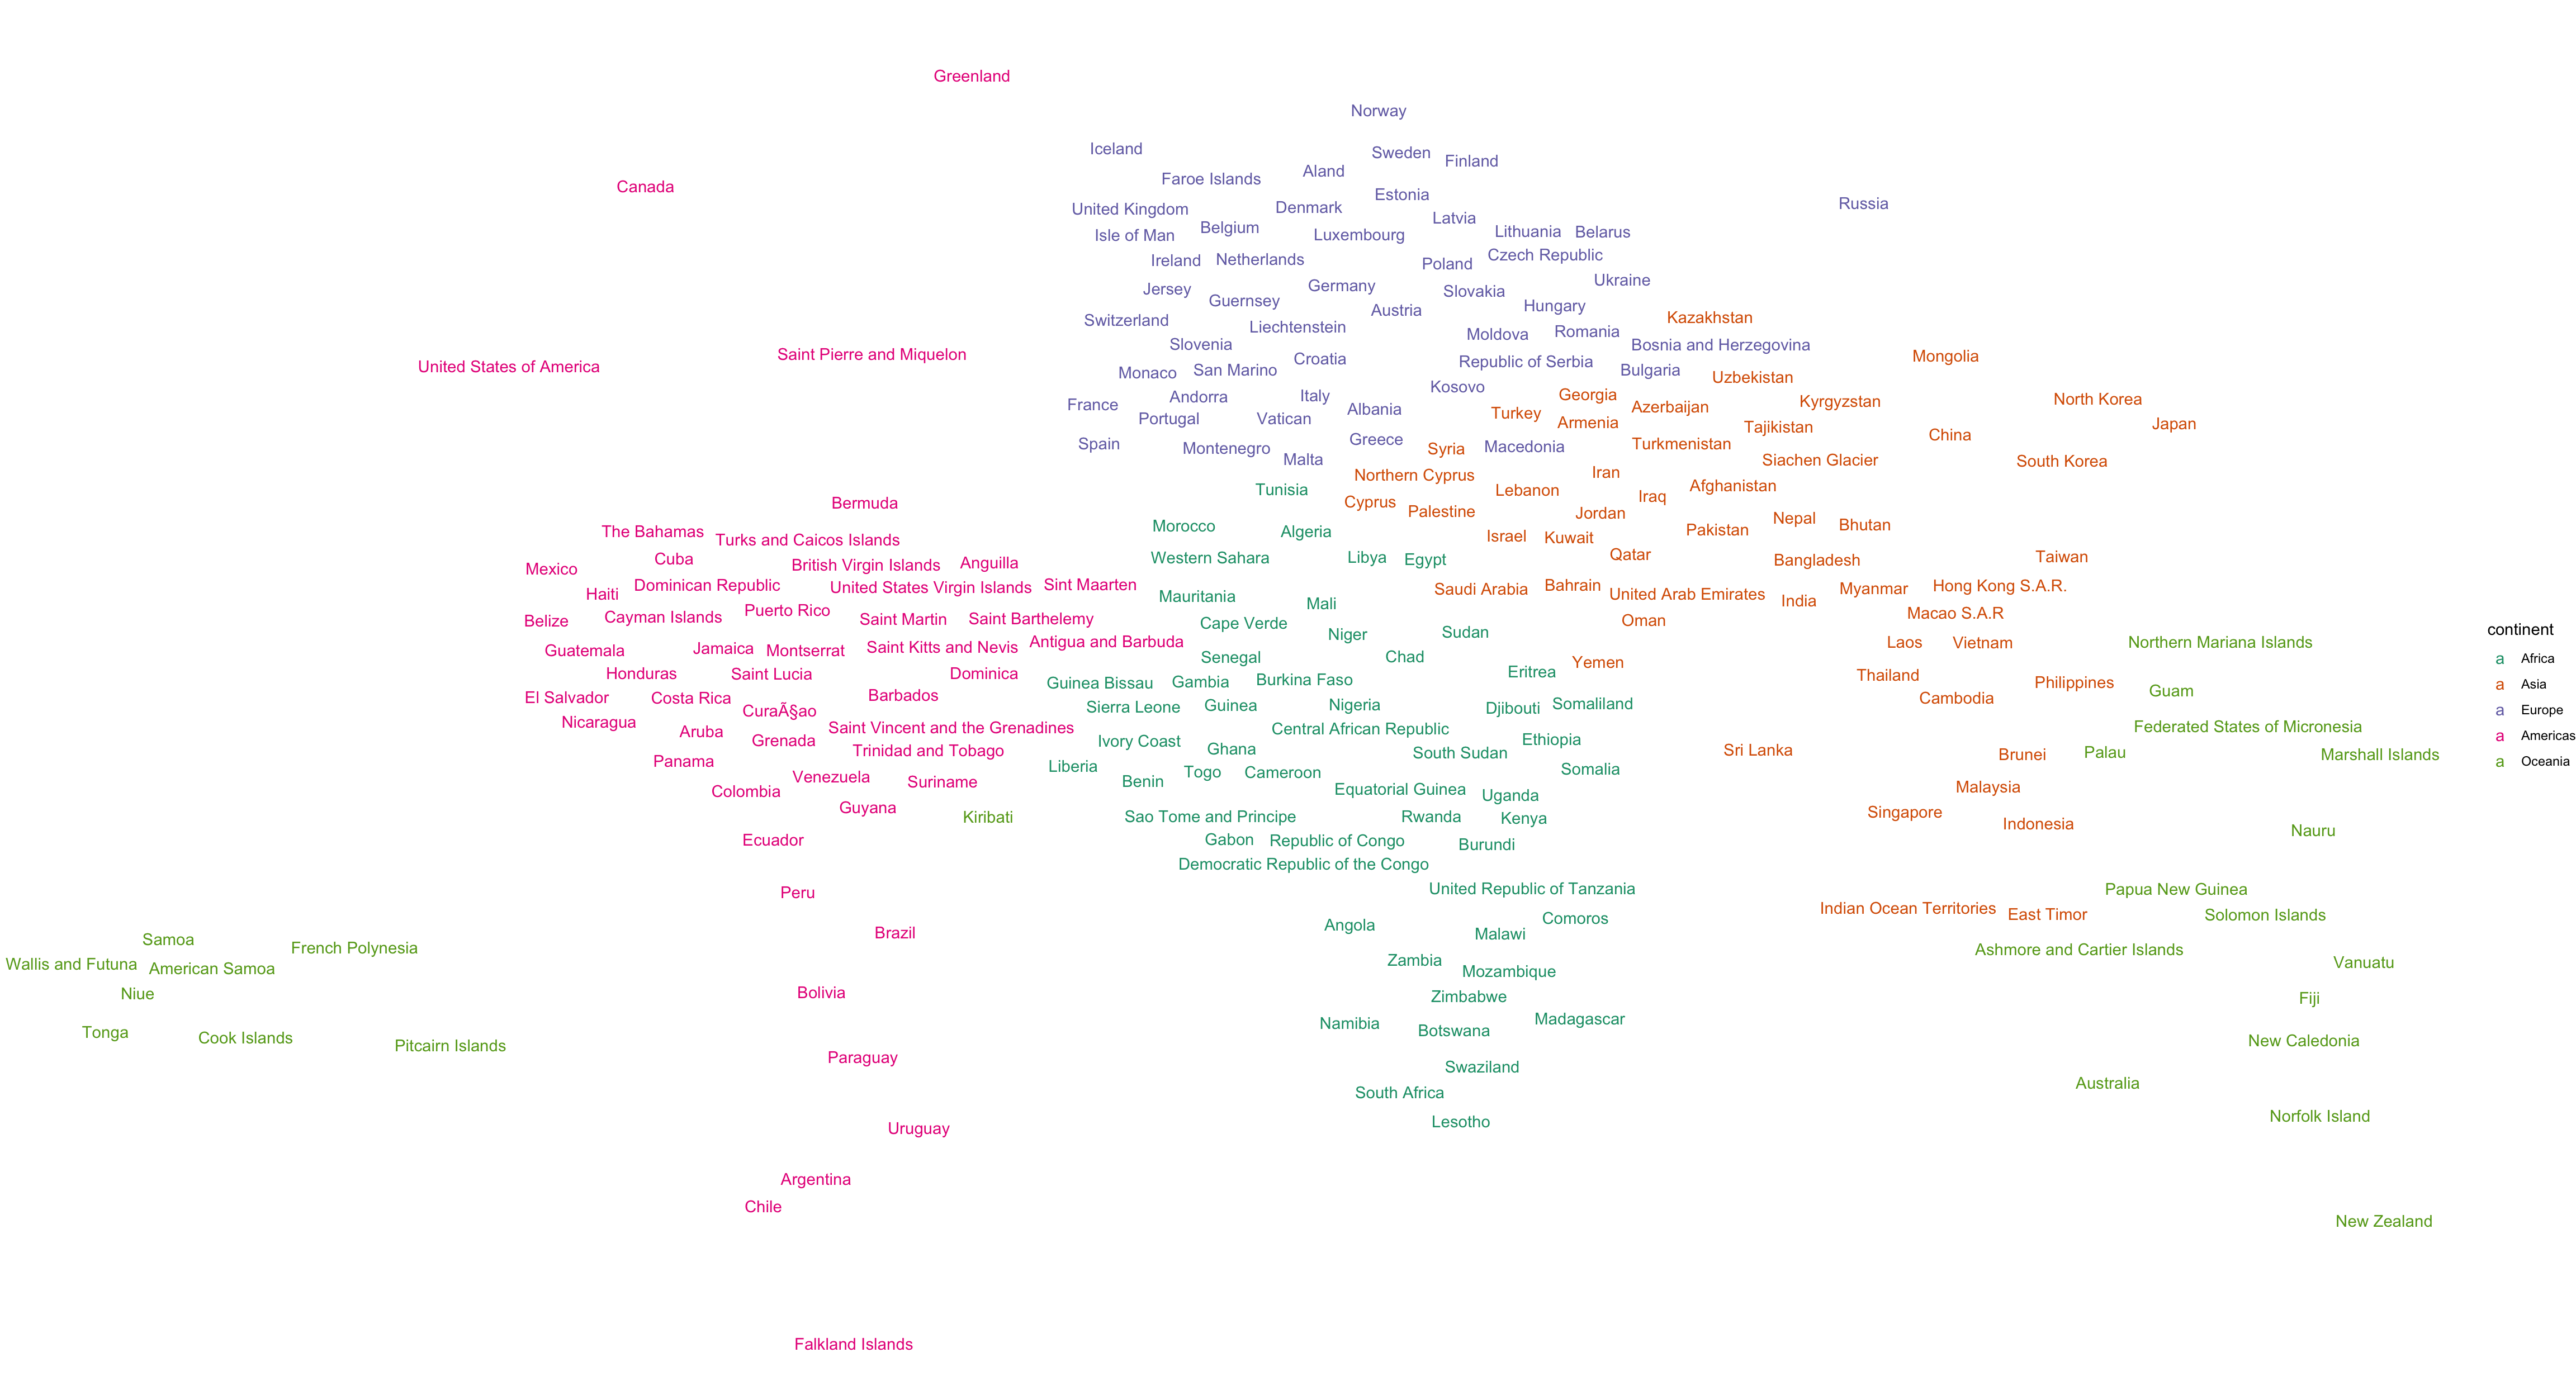 Greenland
Norway
Iceland
Sweden
Finland
Aland
Faroe Islands
Canada
Estonia
Russia
United Kingdom
Denmark
Latvia
Belgium
Isle of Man
Luxembourg
Lithuania
Belarus
Czech Republic
Ireland
Netherlands
Poland
Ukraine
Germany
Jersey
Slovakia
Guernsey
Hungary
Austria
Kazakhstan
Switzerland
Liechtenstein
Moldova
Romania
Slovenia
Bosnia and Herzegovina
Saint Pierre and Miquelon
Mongolia
Croatia
Republic of Serbia
United States of America
San Marino
Bulgaria
Monaco
Uzbekistan
Kosovo
Georgia
Italy
Andorra
North Korea
Kyrgyzstan
France
Azerbaijan
Albania
Turkey
Portugal
Vatican
Armenia
Japan
Tajikistan
China
Greece
Spain
Turkmenistan
Macedonia
Montenegro
Syria
Malta
Siachen Glacier
South Korea
Iran
Northern Cyprus
Afghanistan
Tunisia
Lebanon
Iraq
Cyprus
Bermuda
Palestine
Jordan
Nepal
Bhutan
Morocco
Pakistan
The Bahamas
Algeria
Israel
Kuwait
Turks and Caicos Islands
Qatar
Taiwan
Western Sahara
Libya
Cuba
Egypt
Bangladesh
Anguilla
British Virgin Islands
Mexico
Sint Maarten
Dominican Republic
Bahrain
Hong Kong S.A.R.
United States Virgin Islands
Saudi Arabia
Myanmar
Haiti
United Arab Emirates
Mauritania
India
Mali
Puerto Rico
Macao S.A.R
Cayman Islands
Saint Martin
Saint Barthelemy
Belize
Oman
Cape Verde
continent
Sudan
Niger
Antigua and Barbuda
Northern Mariana Islands
Laos
Vietnam
Saint Kitts and Nevis
Jamaica
Montserrat
Guatemala
Senegal
Chad
a Africa
Yemen
Eritrea
Honduras
Saint Lucia
Dominica
Thailand
Burkina Faso
Gambia
Guinea Bissau
Philippines
a Asia
Guam
Barbados
El Salvador
Costa Rica
Cambodia
Somaliland
Nigeria
Guinea
Sierra Leone
Djibouti
a Europe
CuraÃ§ao
Nicaragua
Federated States of Micronesia
Saint Vincent and the Grenadines
Central African Republic
Aruba
a Americas
Ethiopia
Grenada
Ivory Coast
Ghana
Sri Lanka
Trinidad and Tobago
Palau
South Sudan
Brunei
Marshall Islands
Panama
a Oceania
Liberia
Somalia
Togo
Cameroon
Venezuela
Benin
Suriname
Malaysia
Equatorial Guinea
Colombia
Uganda
Guyana
Singapore
Kiribati
Sao Tome and Principe
Rwanda
Kenya
Indonesia
Nauru
Ecuador
Gabon
Republic of Congo
Burundi
Democratic Republic of the Congo
United Republic of Tanzania
Papua New Guinea
Peru
Indian Ocean Territories
East Timor
Solomon Islands
Comoros
Angola
Brazil
Malawi
Samoa
French Polynesia
Ashmore and Cartier Islands
Zambia
Vanuatu
Wallis and Futuna
American Samoa
Mozambique
Bolivia
Niue
Zimbabwe
Fiji
Madagascar
Namibia
Botswana
Tonga
Cook Islands
New Caledonia
Pitcairn Islands
Paraguay
Swaziland
Australia
South Africa
Norfolk Island
Lesotho
Uruguay
Argentina
Chile
New Zealand
Falkland Islands